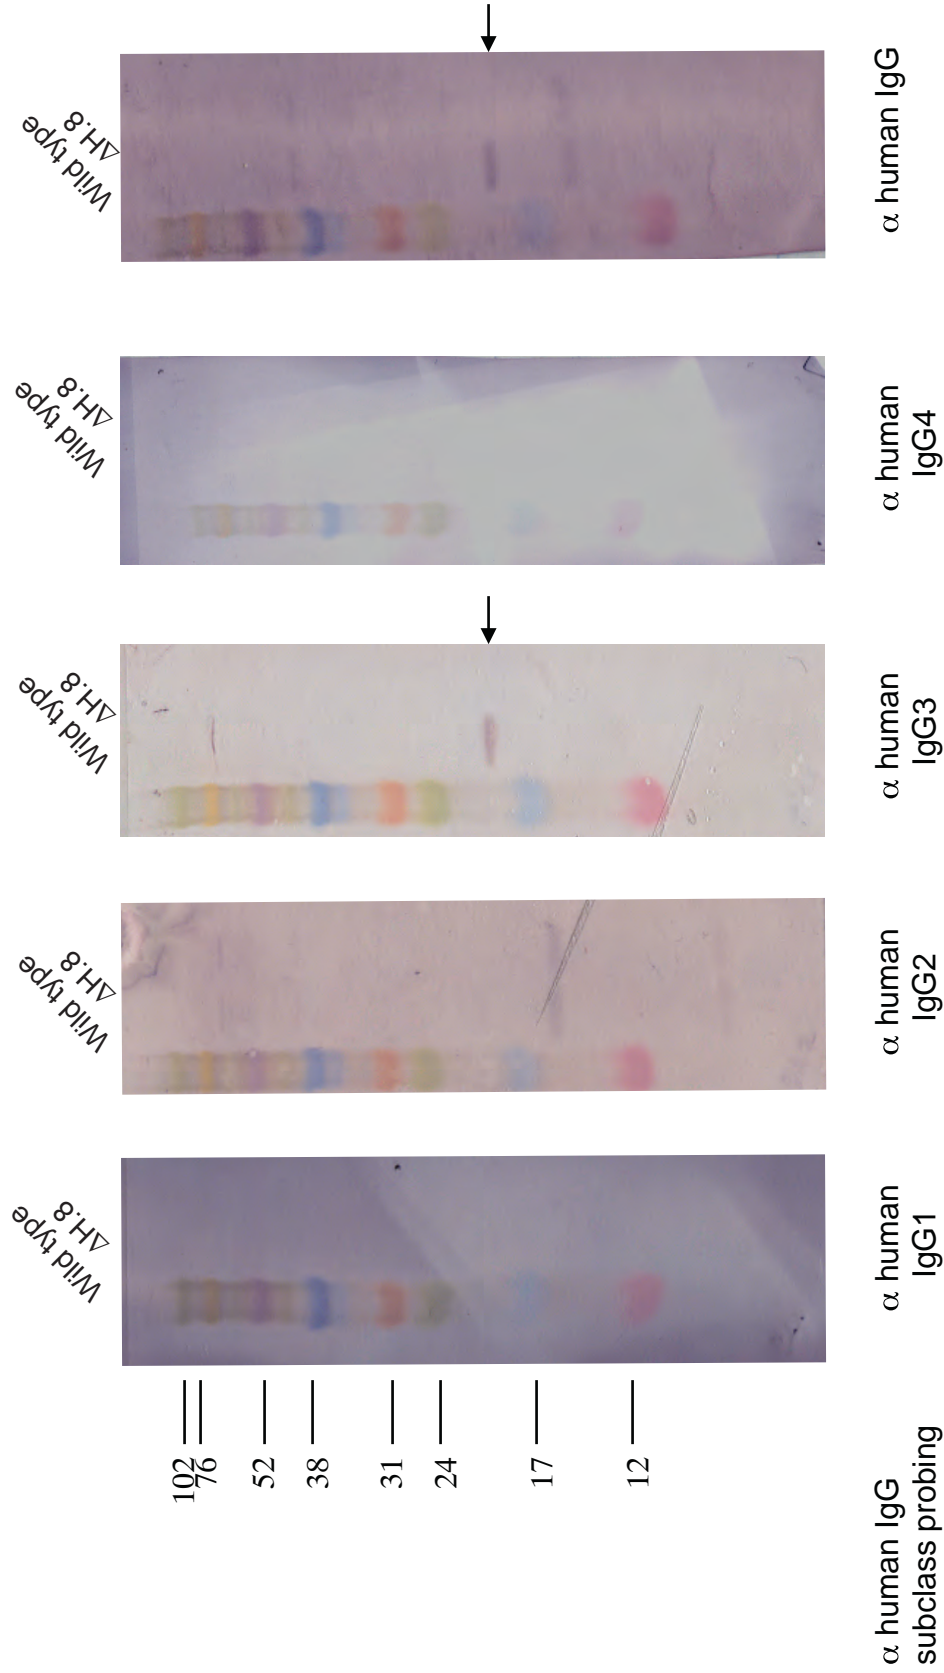 Wild type
ΔH.8
Wild type
ΔH.8
Wild type
ΔH.8
Wild type
ΔH.8
Wild type
ΔH.8
102
76
52
38
31
24
17
12
α human IgG
subclass probing
α human
IgG1
α human
IgG2
α human
IgG3
α human
IgG4
α human IgG